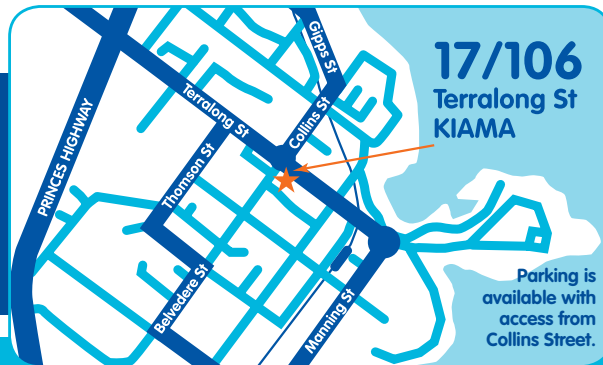 17/106
Terralong St
KIAMA
Gipps St
Terralong St
Collins St
PRINCES HIGHWAY
Thomson St
Belvedere St
Manning St
Parking is
available with
access from
Collins Street.